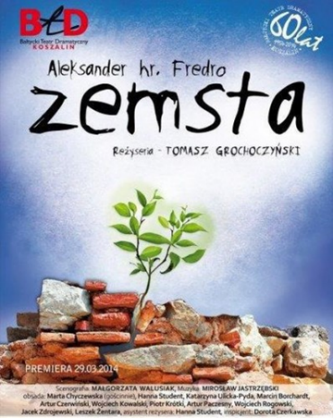 BtD
Bałtycki Teatr Dramatyczny
KOSZALIN
60 lat
Aleksander hr. Fredro
zemsta
Reżyseria - TOMASZ GROCHOCZYŃSKI
PREMIERA 29.03.2014
Scenografia: MAŁGORZATA WALUSIAK, Muzyka: MIROSŁAW JASTRZĘBSKI
obsada: Marta Chyczewska (gościnnie), Hanna Student, Katarzyna Ulicka-Pyda, Marcin Borchardt,
Artur Czerwiński, Wojciech Kowalski, Piotr Krótki, Artur Paczesny, Wojciech Rogowski,
Jacek Zdrojewski, Leszek Żentara, asystent reżysera: Hanna Student, inspicjent: Dorota Czerkawska